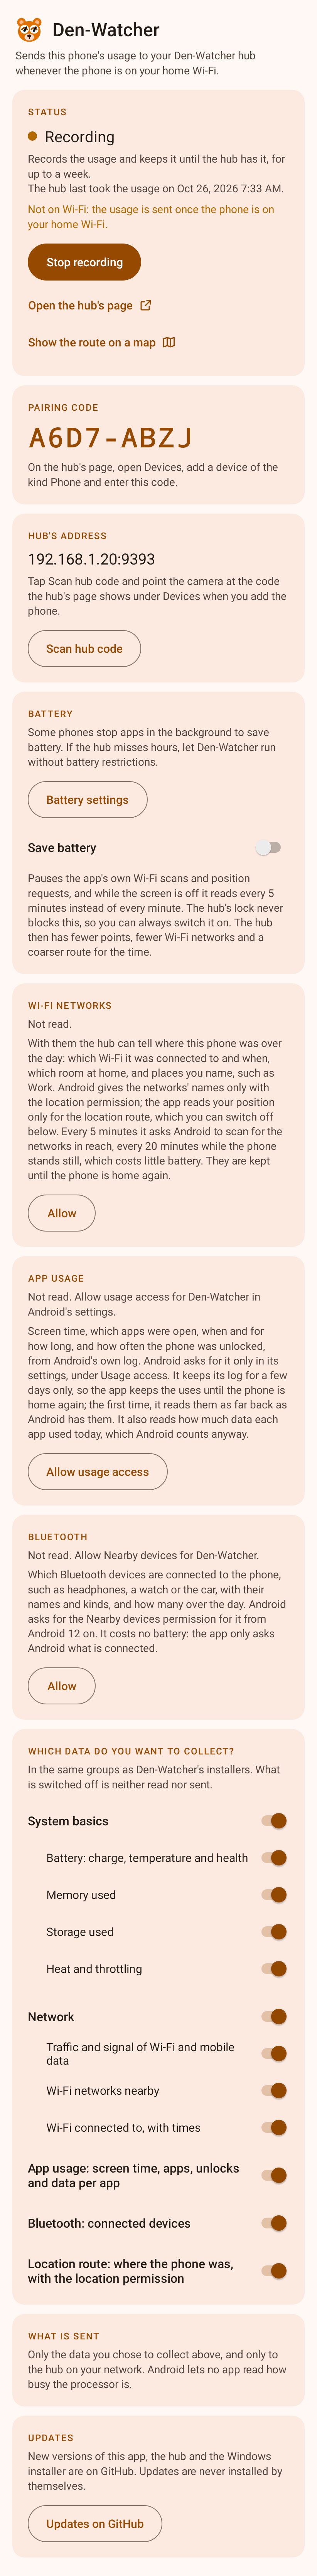 Den-Watcher
Sends this phone's usage to your Den-Watcher hub
whenever the phone is on your home Wi-Fi.
STATUS
Recording
Records the usage and keeps it until the hub has it, for
up to a week.
The hub last took the usage on Oct 26, 2026 7:33 AM.
Not on Wi-Fi: the usage is sent once the phone is on
your home Wi-Fi.
Stop recording
Open the hub's page
Show the route on a map
PAIRING CODE
A6D7-ABZJ
On the hub's page, open Devices, add a device of the
kind Phone and enter this code.
HUB'S ADDRESS
192.168.1.20:9393
Tap Scan hub code and point the camera at the code
the hub's page shows under Devices when you add the
phone.
Scan hub code
BATTERY
Some phones stop apps in the background to save
battery. If the hub misses hours, let Den-Watcher run
without battery restrictions.
Battery settings
Save battery
Pauses the app's own Wi-Fi scans and position
requests, and while the screen is off it reads every 5
minutes instead of every minute. The hub's lock never
blocks this, so you can always switch it on. The hub
then has fewer points, fewer Wi-Fi networks and a
coarser route for the time.
WI-FI NETWORKS
Not read.
With them the hub can tell where this phone was over
the day: which Wi-Fi it was connected to and when,
which room at home, and places you name, such as
Work. Android gives the networks' names only with
the location permission; the app reads your position
only for the location route, which you can switch off
below. Every 5 minutes it asks Android to scan for the
networks in reach, every 20 minutes while the phone
stands still, which costs little battery. They are kept
until the phone is home again.
Allow
APP USAGE
Not read. Allow usage access for Den-Watcher in
Android's settings.
Screen time, which apps were open, when and for
how long, and how often the phone was unlocked,
from Android's own log. Android asks for it only in its
settings, under Usage access. It keeps its log for a few
days only, so the app keeps the uses until the phone is
home again; the first time, it reads them as far back as
Android has them. It also reads how much data each
app used today, which Android counts anyway.
Allow usage access
BLUETOOTH
Not read. Allow Nearby devices for Den-Watcher.
Which Bluetooth devices are connected to the phone,
such as headphones, a watch or the car, with their
names and kinds, and how many over the day. Android
asks for the Nearby devices permission for it from
Android 12 on. It costs no battery: the app only asks
Android what is connected.
Allow
WHICH DATA DO YOU WANT TO COLLECT?
In the same groups as Den-Watcher's installers. What
is switched off is neither read nor sent.
System basics
Battery: charge, temperature and health
Memory used
Storage used
Heat and throttling
Network
Traffic and signal of Wi-Fi and mobile
data
Wi-Fi networks nearby
Wi-Fi connected to, with times
App usage: screen time, apps, unlocks
and data per app
Bluetooth: connected devices
Location route: where the phone was,
with the location permission
WHAT IS SENT
Only the data you chose to collect above, and only to
the hub on your network. Android lets no app read how
busy the processor is.
UPDATES
New versions of this app, the hub and the Windows
installer are on GitHub. Updates are never installed by
themselves.
Updates on GitHub